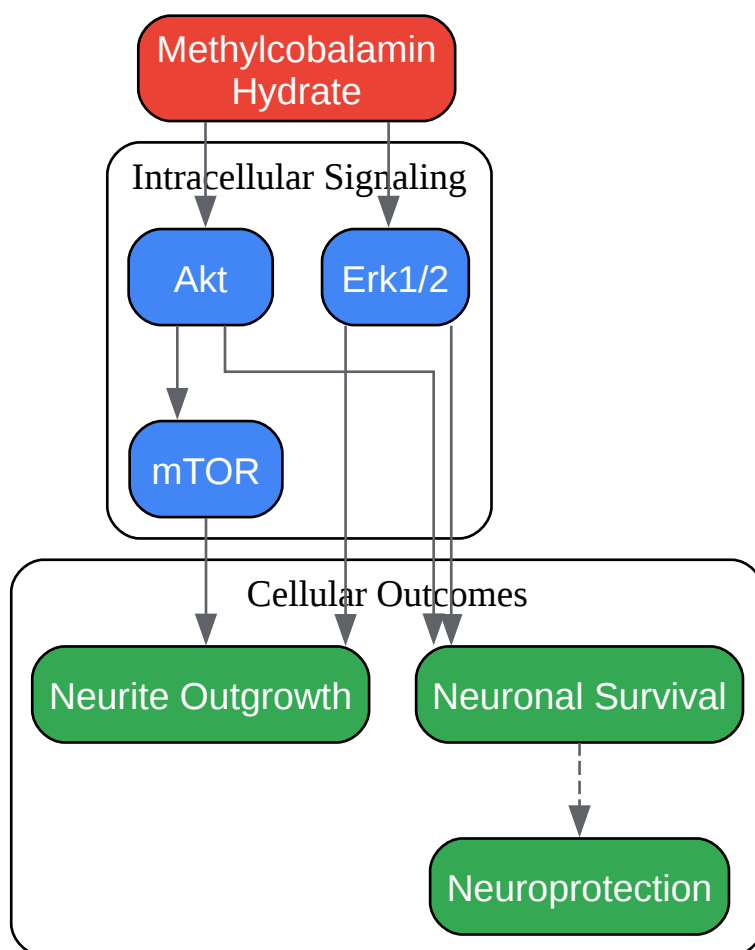 Methylcobalamin
Hydrate
Intracellular Signaling
Akt
Erk1/2
mTOR
Cellular Outcomes
Neurite Outgrowth
Neuronal Survival
Neuroprotection